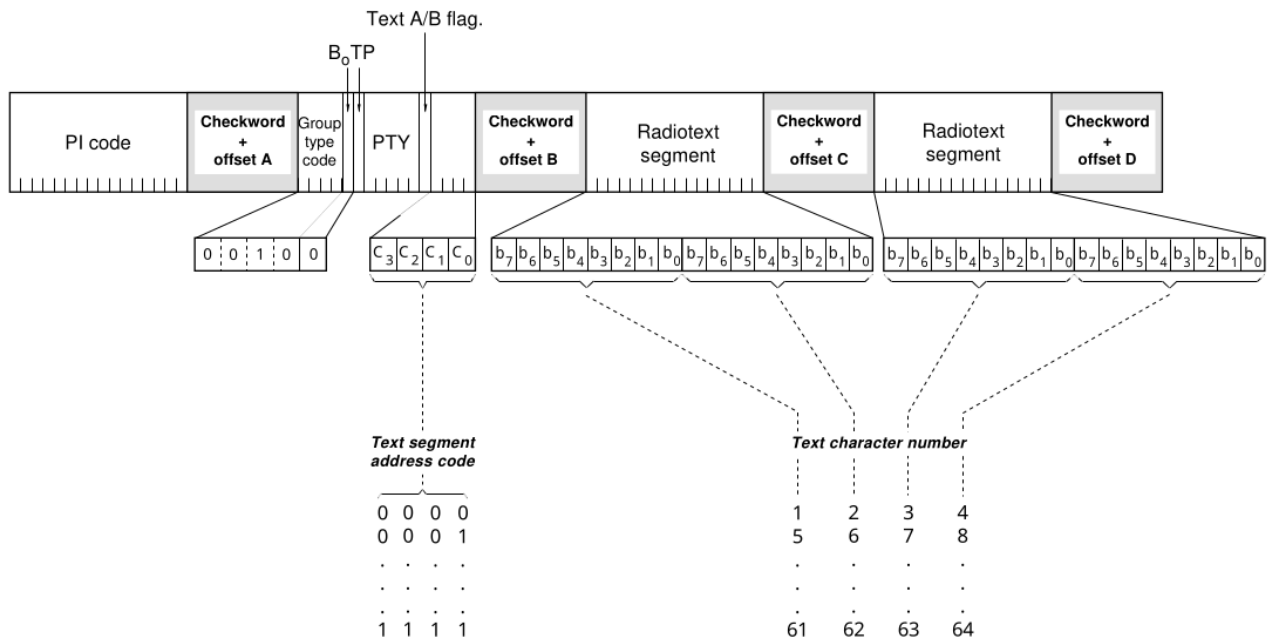 Text A/B flag.
B₀TP
PI code
Checkword
+
offset A
Group
type
code
PTY
Checkword
+
offset B
Radiotext
segment
Checkword
+
offset C
Radiotext
segment
Checkword
+
offset D
0 0 1 0 0
C₃ C₂ C₁ C₀
b₇ b₆ b₅ b₄ b₃ b₂ b₁ b₀ b₇ b₆ b₅ b₄ b₃ b₂ b₁ b₀
b₇ b₆ b₅ b₄ b₃ b₂ b₁ b₀ b₇ b₆ b₅ b₄ b₃ b₂ b₁ b₀
Text segment
address code
Text character number
0 0 0 0 1 2 3 4
0 0 0 1 5 6 7 8
. . . . . . . .
. . . . . . . .
. . . . . . . .
1 1 1 1 61 62 63 64